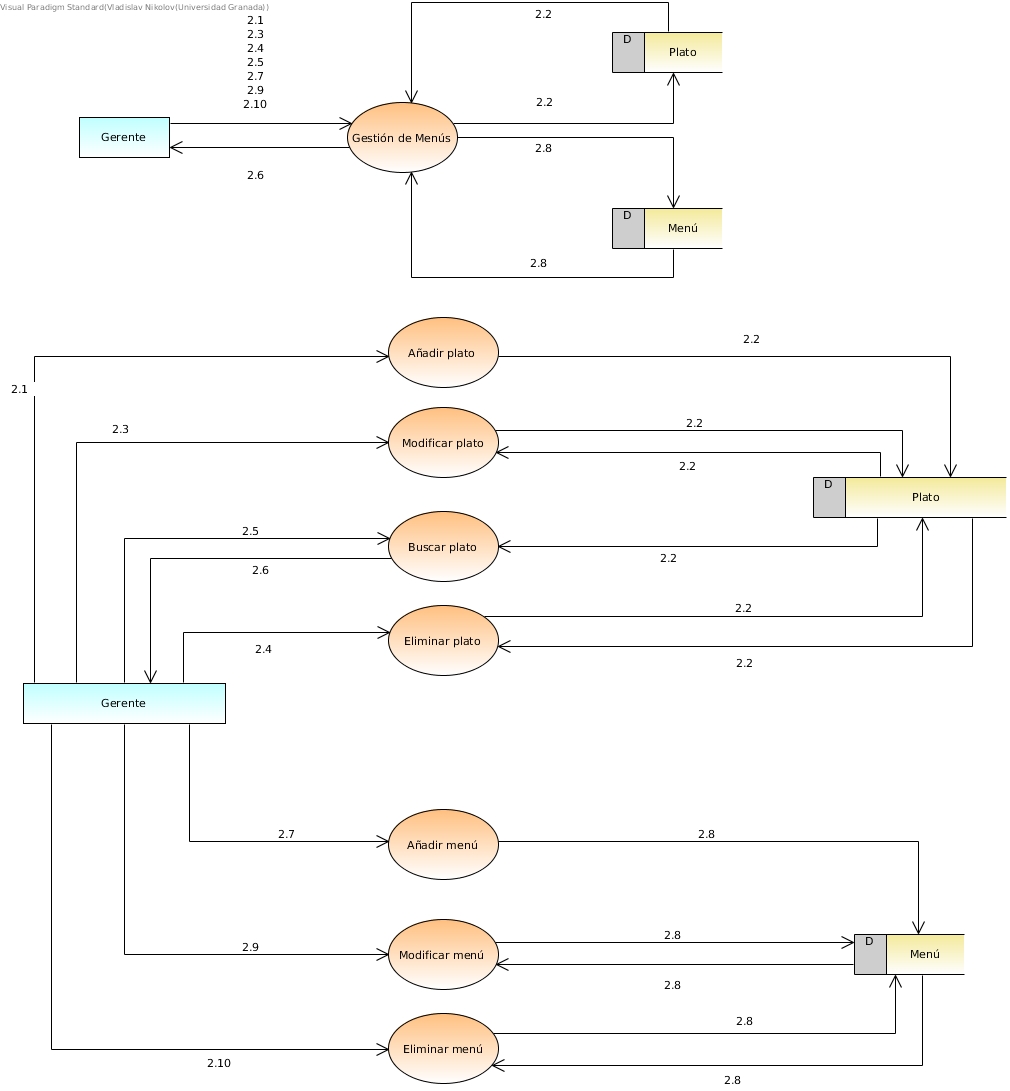 Visual Paradigm Standard(Vladislav Nikolov(Universidad Granada))
2.1
2.3
2.4
2.5
2.7
2.9
2.10
2.2
D
Plato
2.2
Gerente
Gestión de Menús
2.8
2.6
D
Menú
2.8
Añadir plato
2.2
2.1
2.3
Modificar plato
2.2
2.2
D
Plato
2.5
Buscar plato
2.2
2.6
2.2
Eliminar plato
2.4
2.2
Gerente
2.7
Añadir menú
2.8
2.9
Modificar menú
2.8
D
Menú
2.8
2.8
Eliminar menú
2.10
2.8